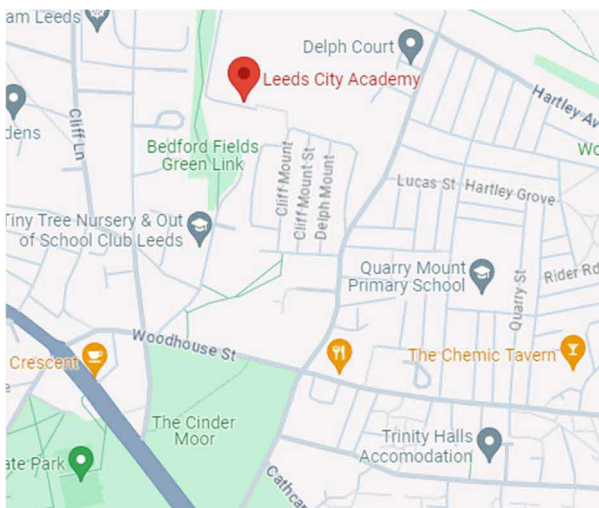 am Leeds
Delph Court
Leeds City Academy
Hartley Av
dens
Cliff Ln
Bedford Fields
Green Link
Wo
Cliff Mount
Cliff Mount St
Delph Mount
Lucas St
Hartley Grove
Tiny Tree Nursery & Out
of School Club Leeds
Quarry Mount
Primary School
Quarry St
Rider Rd
Woodhouse St
Crescent
The Chemic Tavern
The Cinder
Moor
Trinity Halls
Accomodation
ate Park
Cathcar